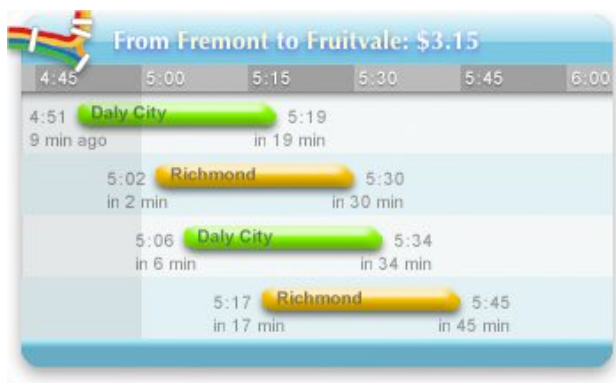 From Fremont to Fruitvale: $3.15
4:45 5:00 5:15 5:30 5:45 6:00
4:51 Daly City 5:19
9 min ago in 19 min
5:02 Richmond 5:30
in 2 min in 30 min
5:06 Daly City 5:34
in 6 min in 34 min
5:17 Richmond 5:45
in 17 min in 45 min